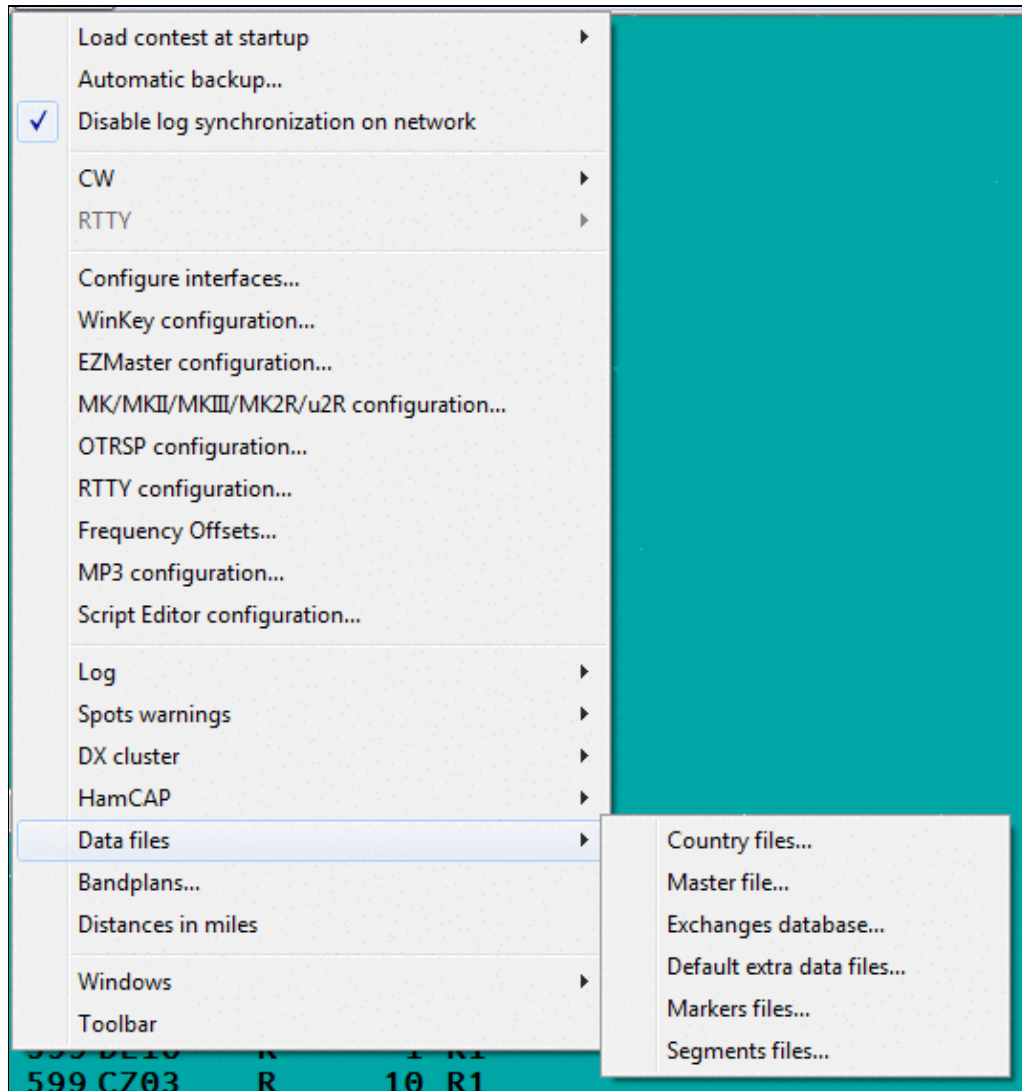 Load contest at startup
Automatic backup...
Disable log synchronization on network
CW
RTTY
Configure interfaces...
WinKey configuration...
EZMaster configuration...
MK/MKII/MKIII/MK2R/u2R configuration...
OTRSP configuration...
RTTY configuration...
Frequency Offsets...
MP3 configuration...
Script Editor configuration...
Log
Spots warnings
DX cluster
HamCAP
Data files
Bandplans...
Distances in miles
Windows
Toolbar
Country files...
Master file...
Exchanges database...
Default extra data files...
Markers files...
Segments files...
599 CZ03 R 10 R1